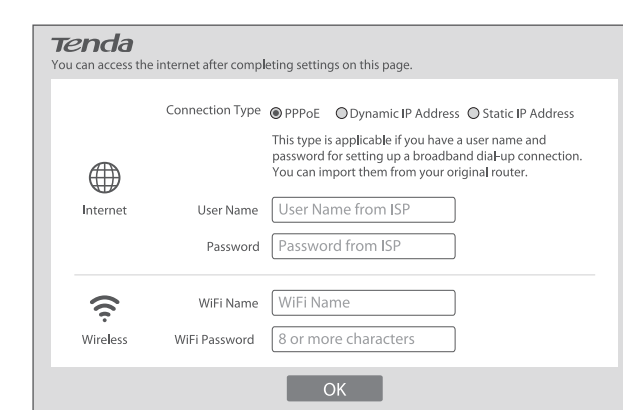 Tenda
You can access the internet after completing settings on this page.
Connection Type PPPoE Dynamic IP Address Static IP Address
This type is applicable if you have a user name and
password for setting up a broadband dial-up connection.
You can import them from your original router.
Internet
User Name User Name from ISP
Password Password from ISP
WiFi Name WiFi Name
Wireless
WiFi Password 8 or more characters
OK